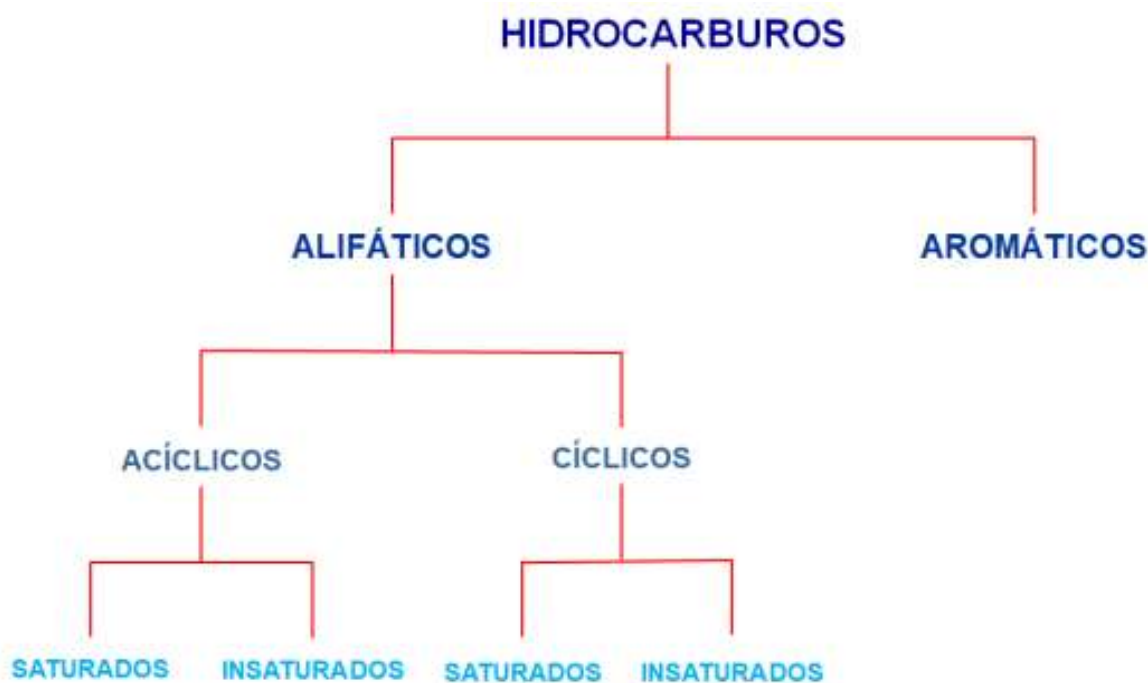 HIDROCARBUROS
ALIFÁTICOS
AROMÁTICOS
ACÍCLICOS
CÍCLICOS
SATURADOS
INSATURADOS
SATURADOS
INSATURADOS